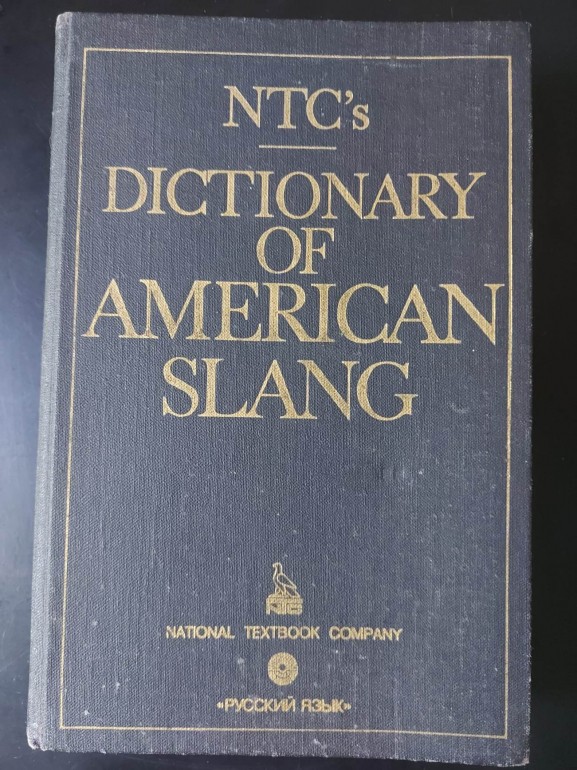 NTC's
DICTIONARY
OF
AMERICAN
SLANG
NTC
NATIONAL TEXTBOOK COMPANY
«РУССКИЙ ЯЗЫК»